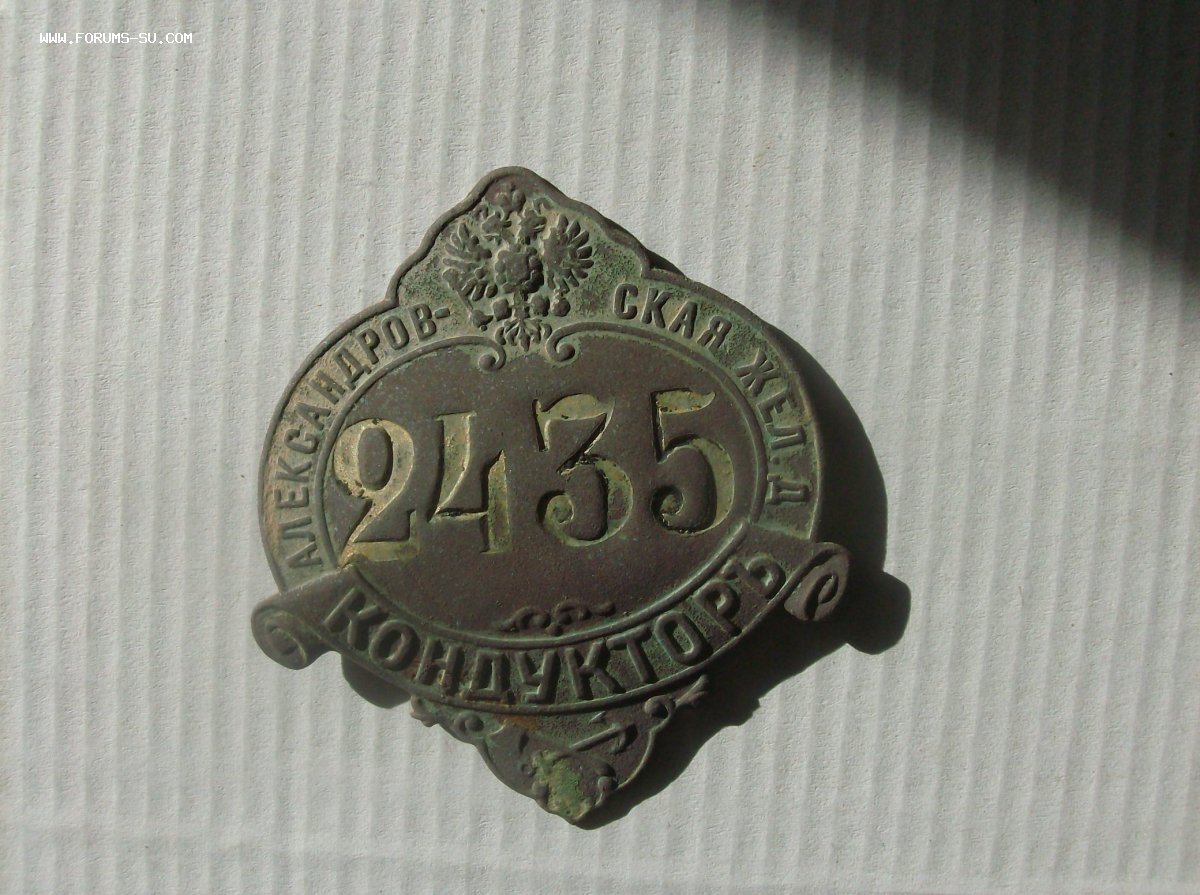 WWW.FORUMS-SU.COM
АЛЕКСАНДРОВ-СКАЯ ЖЕЛ. Д
2435
КОНДУКТОРЪ